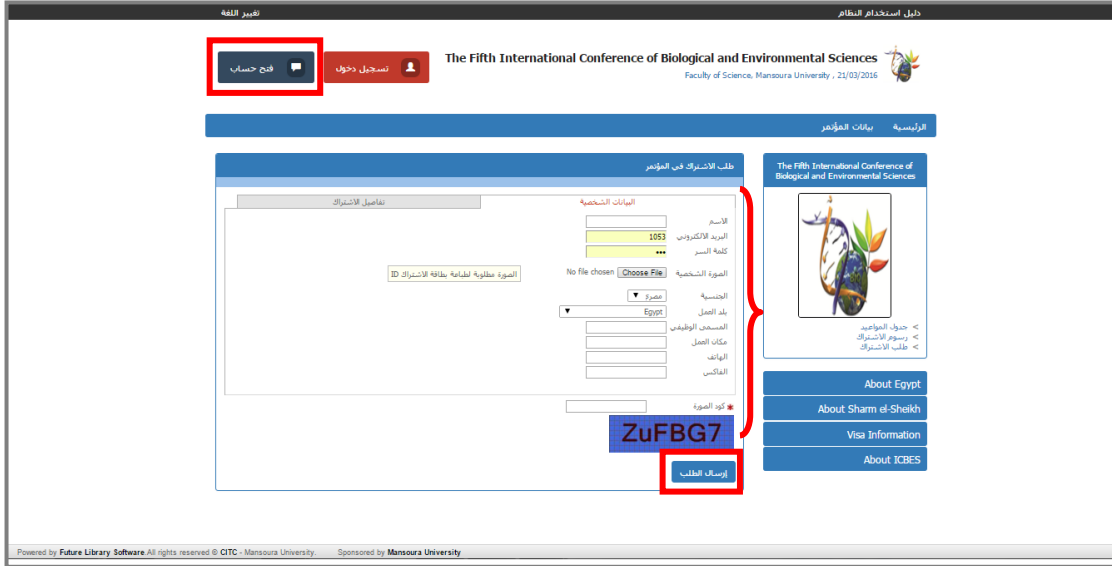 دليل استخدام النظام
تغيير اللغة
The Fifth International Conference of Biological and Environmental Sciences
Faculty of Science, Mansoura University , 21/03/2016
تسجيل دخول
فتح حساب
الرئيسية
بيانات المؤتمر
The Fifth International Conference of
Biological and Environmental Sciences
> جدول المواعيد
> رسوم الاشتراك
> طلب الاشتراك
About Egypt
About Sharm el-Sheikh
Visa Information
About ICBES
طلب الاشتراك في المؤتمر
البيانات الشخصية
تفاصيل الاشتراك
الاسم
البريد الالكتروني 1053
كلمة السر •••
الصورة الشخصية Choose File No file chosen
الصورة مطلوبة لطباعة بطاقة الاشتراك ID
الجنسية مصرى
بلد العمل Egypt
المسمى الوظيفي
مكان العمل
الهاتف
الفاكس
* كود الصورة
ZuFBG7
إرسال الطلب
Powered by Future Library Software.All rights reserved © CITC - Mansoura University. Sponsored by Mansoura University